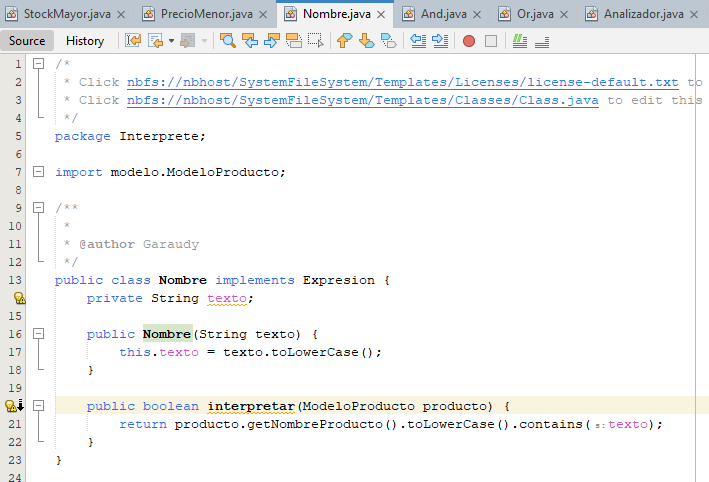 StockMayor.java PrecioMenor.java Nombre.java And.java Or.java Analizador.java
Source History
1 /*
2 * Click nbfs://nbhost/SystemFileSystem/Templates/Licenses/license-default.txt to
3 * Click nbfs://nbhost/SystemFileSystem/Templates/Classes/Class.java to edit this
4 */
5 package Interprete;
6
7 import modelo.ModeloProducto;
8
9 /**
10 *
11 * @author Garaudy
12 */
13 public class Nombre implements Expresion {
private String texto;
15
16 public Nombre(String texto) {
17 this.texto = texto.toLowerCase();
18 }
19
public boolean interpretar(ModeloProducto producto) {
21 return producto.getNombreProducto().toLowerCase().contains(s:texto);
22 }
23 }
24